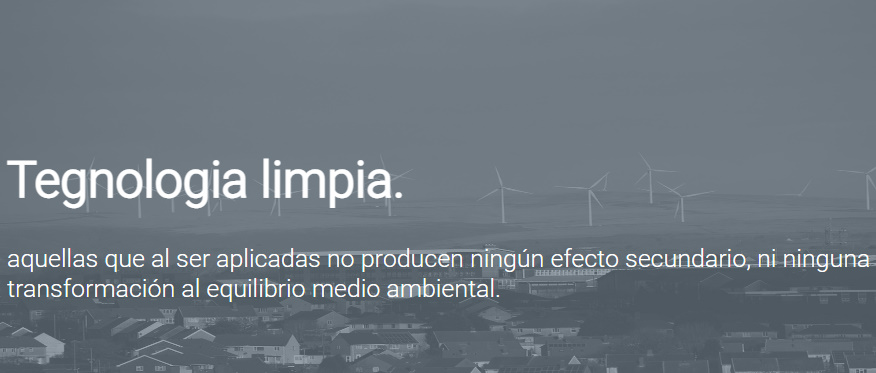 Tegnologia limpia.
aquellas que al ser aplicadas no producen ningún efecto secundario, ni ninguna
transformación al equilibrio medio ambiental.